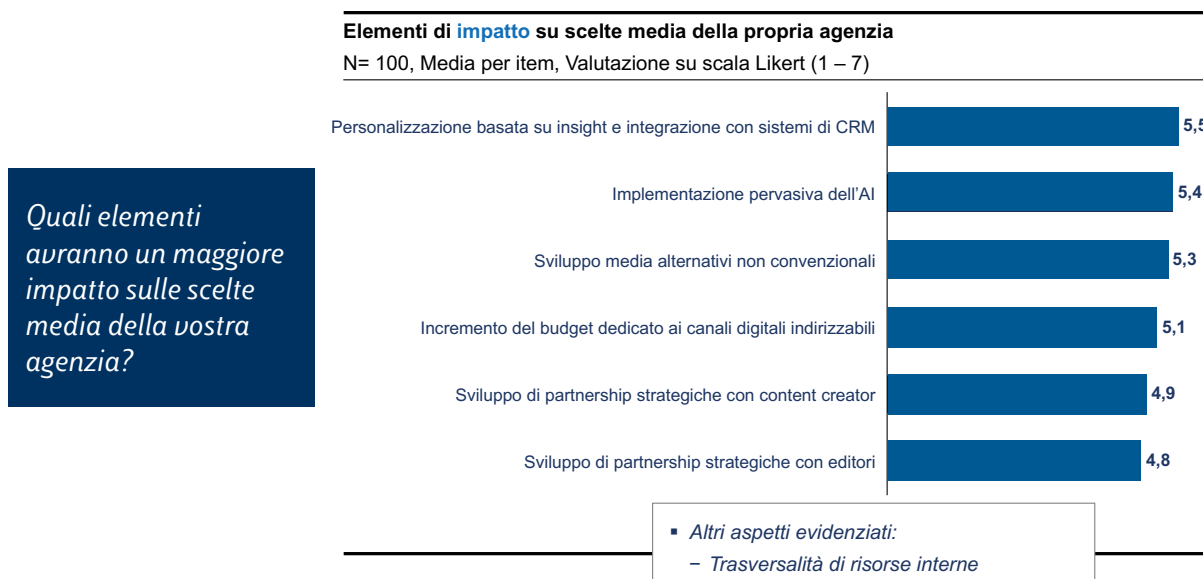 Elementi di impatto su scelte media della propria agenzia
N= 100, Media per item, Valutazione su scala Likert (1 – 7)
Quali elementi
avranno un maggiore
impatto sulle scelte
media della vostra
agenzia?
Personalizzazione basata su insight e integrazione con sistemi di CRM
5,5
Implementazione pervasiva dell'AI
5,4
Sviluppo media alternativi non convenzionali
5,3
Incremento del budget dedicato ai canali digitali indirizzabili
5,1
Sviluppo di partnership strategiche con content creator
4,9
Sviluppo di partnership strategiche con editori
4,8
▪ Altri aspetti evidenziati:
− Trasversalità di risorse interne